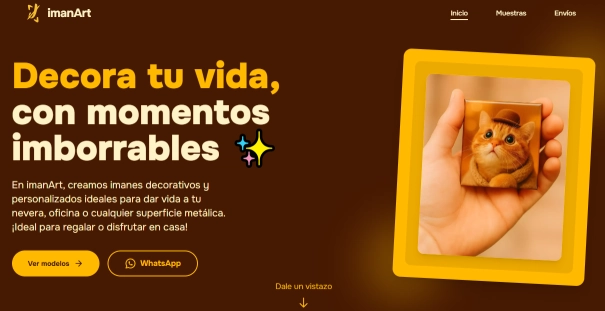 imanArt
Inicio Muestras Envíos
Decora tu vida,
con momentos
imborrables
En imanArt, creamos imanes decorativos y
personalizados ideales para dar vida a tu
nevera, oficina o cualquier superficie metálica.
¡Ideal para regalar o disfrutar en casa!
Ver modelos
WhatsApp
Dale un vistazo